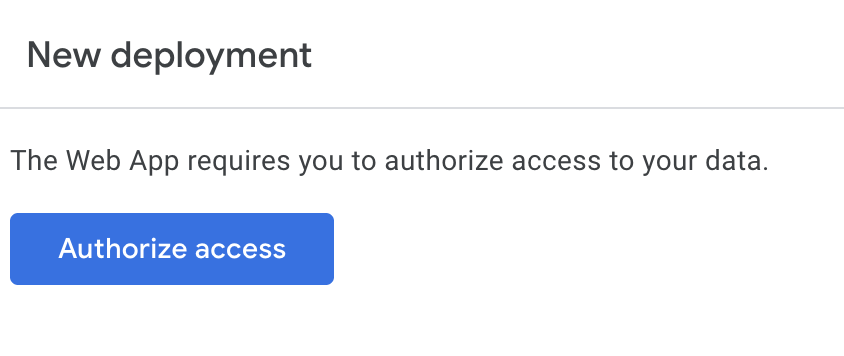 New deployment
The Web App requires you to authorize access to your data.
Authorize access